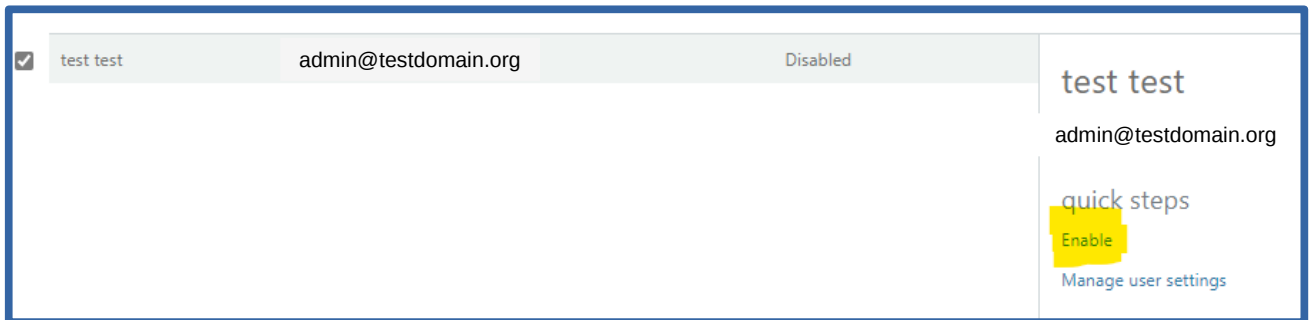 test test admin@testdomain.org Disabled
test test
admin@testdomain.org
quick steps
Enable
Manage user settings